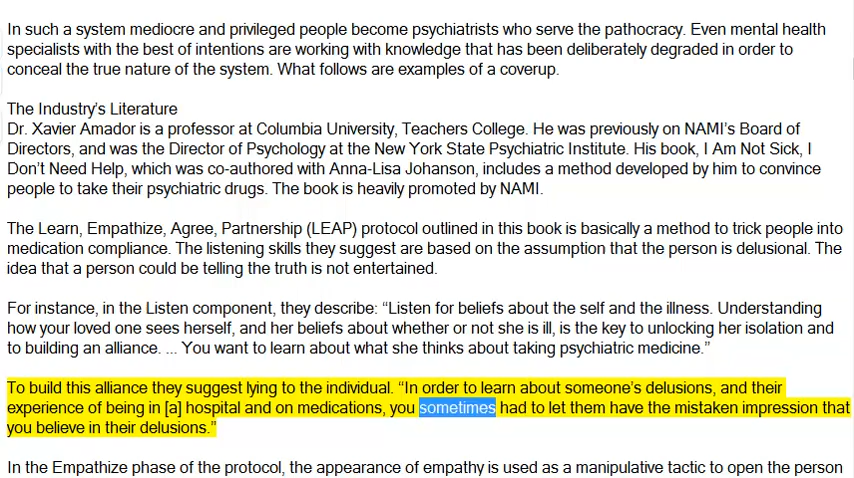 In such a system mediocre and privileged people become psychiatrists who serve the pathocracy. Even mental health
specialists with the best of intentions are working with knowledge that has been deliberately degraded in order to
conceal the true nature of the system. What follows are examples of a coverup.
The Industry's Literature
Dr. Xavier Amador is a professor at Columbia University, Teachers College. He was previously on NAMI's Board of
Directors, and was the Director of Psychology at the New York State Psychiatric Institute. His book, I Am Not Sick, I
Don't Need Help, which was co-authored with Anna-Lisa Johanson, includes a method developed by him to convince
people to take their psychiatric drugs. The book is heavily promoted by NAMI.
The Learn, Empathize, Agree, Partnership (LEAP) protocol outlined in this book is basically a method to trick people into
medication compliance. The listening skills they suggest are based on the assumption that the person is delusional. The
idea that a person could be telling the truth is not entertained.
For instance, in the Listen component, they describe: “Listen for beliefs about the self and the illness. Understanding
how your loved one sees herself, and her beliefs about whether or not she is ill, is the key to unlocking her isolation and
to building an alliance. ... You want to learn about what she thinks about taking psychiatric medicine.”
To build this alliance they suggest lying to the individual. “In order to learn about someone's delusions, and their
experience of being in [a] hospital and on medications, you sometimes had to let them have the mistaken impression that
you believe in their delusions.”
In the Empathize phase of the protocol, the appearance of empathy is used as a manipulative tactic to open the person